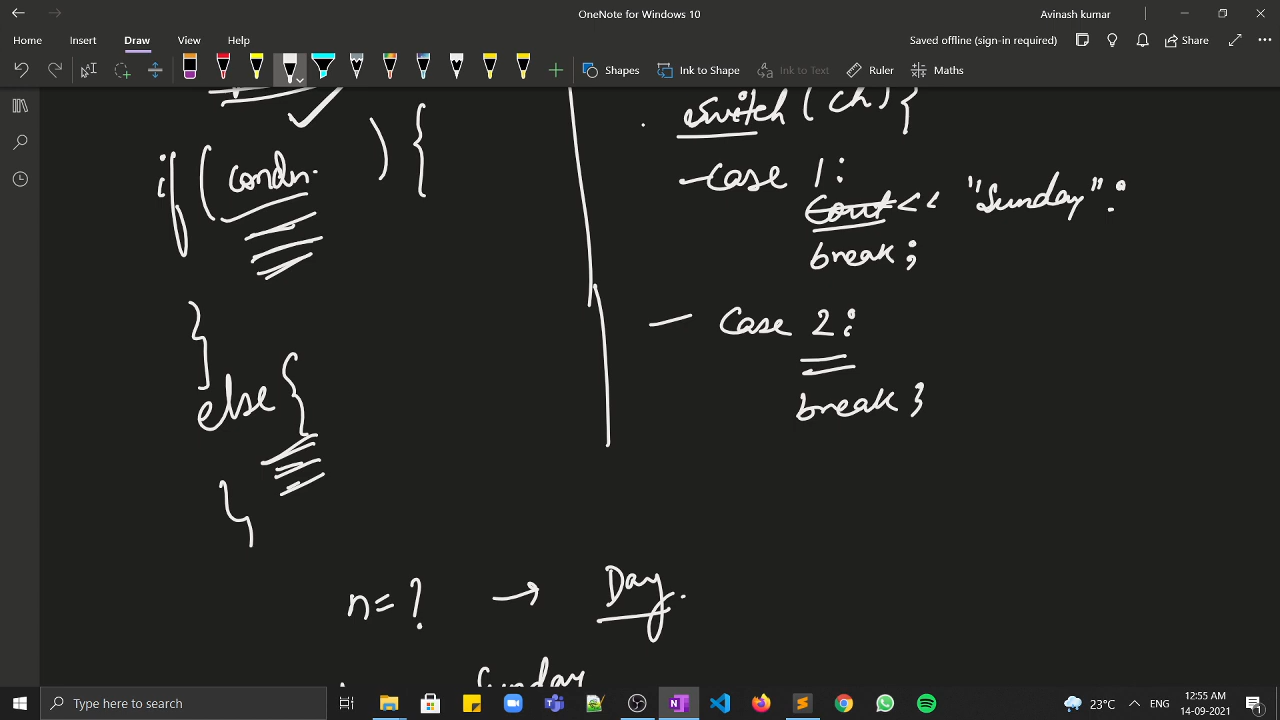 OneNote for Windows 10
Avinash kumar
Home Insert Draw View Help
Saved offline (sign-in required)
Share
Shapes
Ink to Shape
Ink to Text
Ruler
Maths
if (condn.) {
}
else {
}
switch (ch) {
Case 1:
Cout << "Sunday":
break;
Case 2:
break;
n = ? → Day.
Sunday
Type here to search
23°C
ENG
12:55 AM
14-09-2021
1